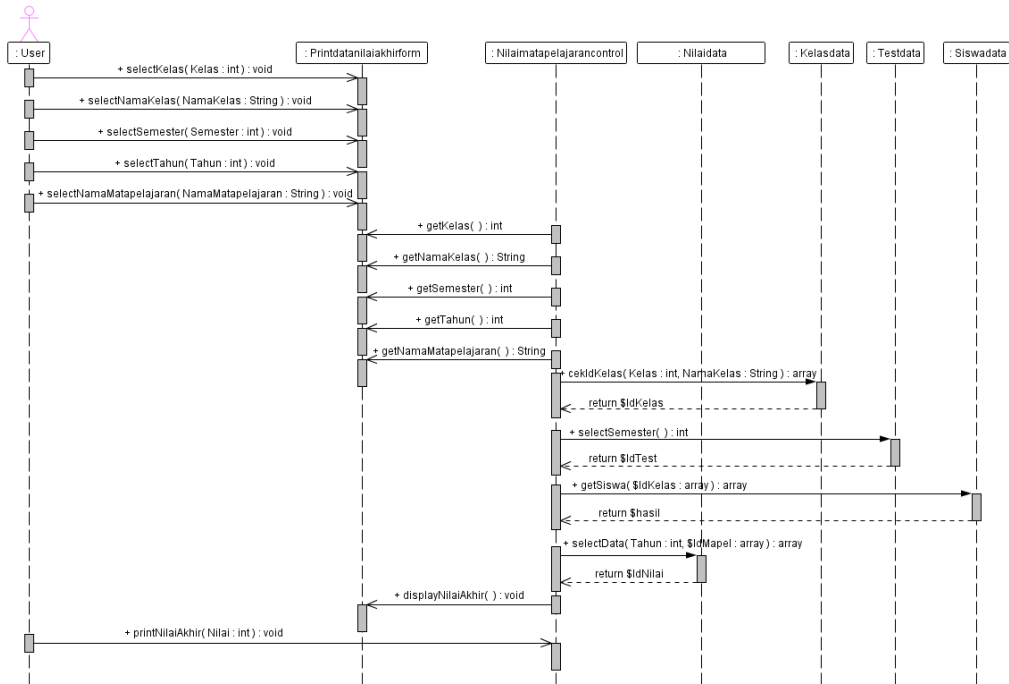 : User
: Printdatanilaiakhirform
: Nilaimatapelajarancontrol
: Nilaidata
: Kelasdata
: Testdata
: Siswadata
+ selectKelas( Kelas : int ) : void
+ selectNamaKelas( NamaKelas : String ) : void
+ selectSemester( Semester : int ) : void
+ selectTahun( Tahun : int ) : void
+ selectNamaMatapelajaran( NamaMatapelajaran : String ) : void
+ getKelas( ) : int
+ getNamaKelas( ) : String
+ getSemester( ) : int
+ getTahun( ) : int
+ getNamaMatapelajaran( ) : String
+ cekIdKelas( Kelas : int, NamaKelas : String ) : array
return $IdKelas
+ selectSemester( ) : int
return $IdTest
+ getSiswa( $IdKelas : array ) : array
return $hasil
+ selectData( Tahun : int, $IdMapel : array ) : array
return $IdNilai
+ displayNilaiAkhir( ) : void
+ printNilaiAkhir( Nilai : int ) : void